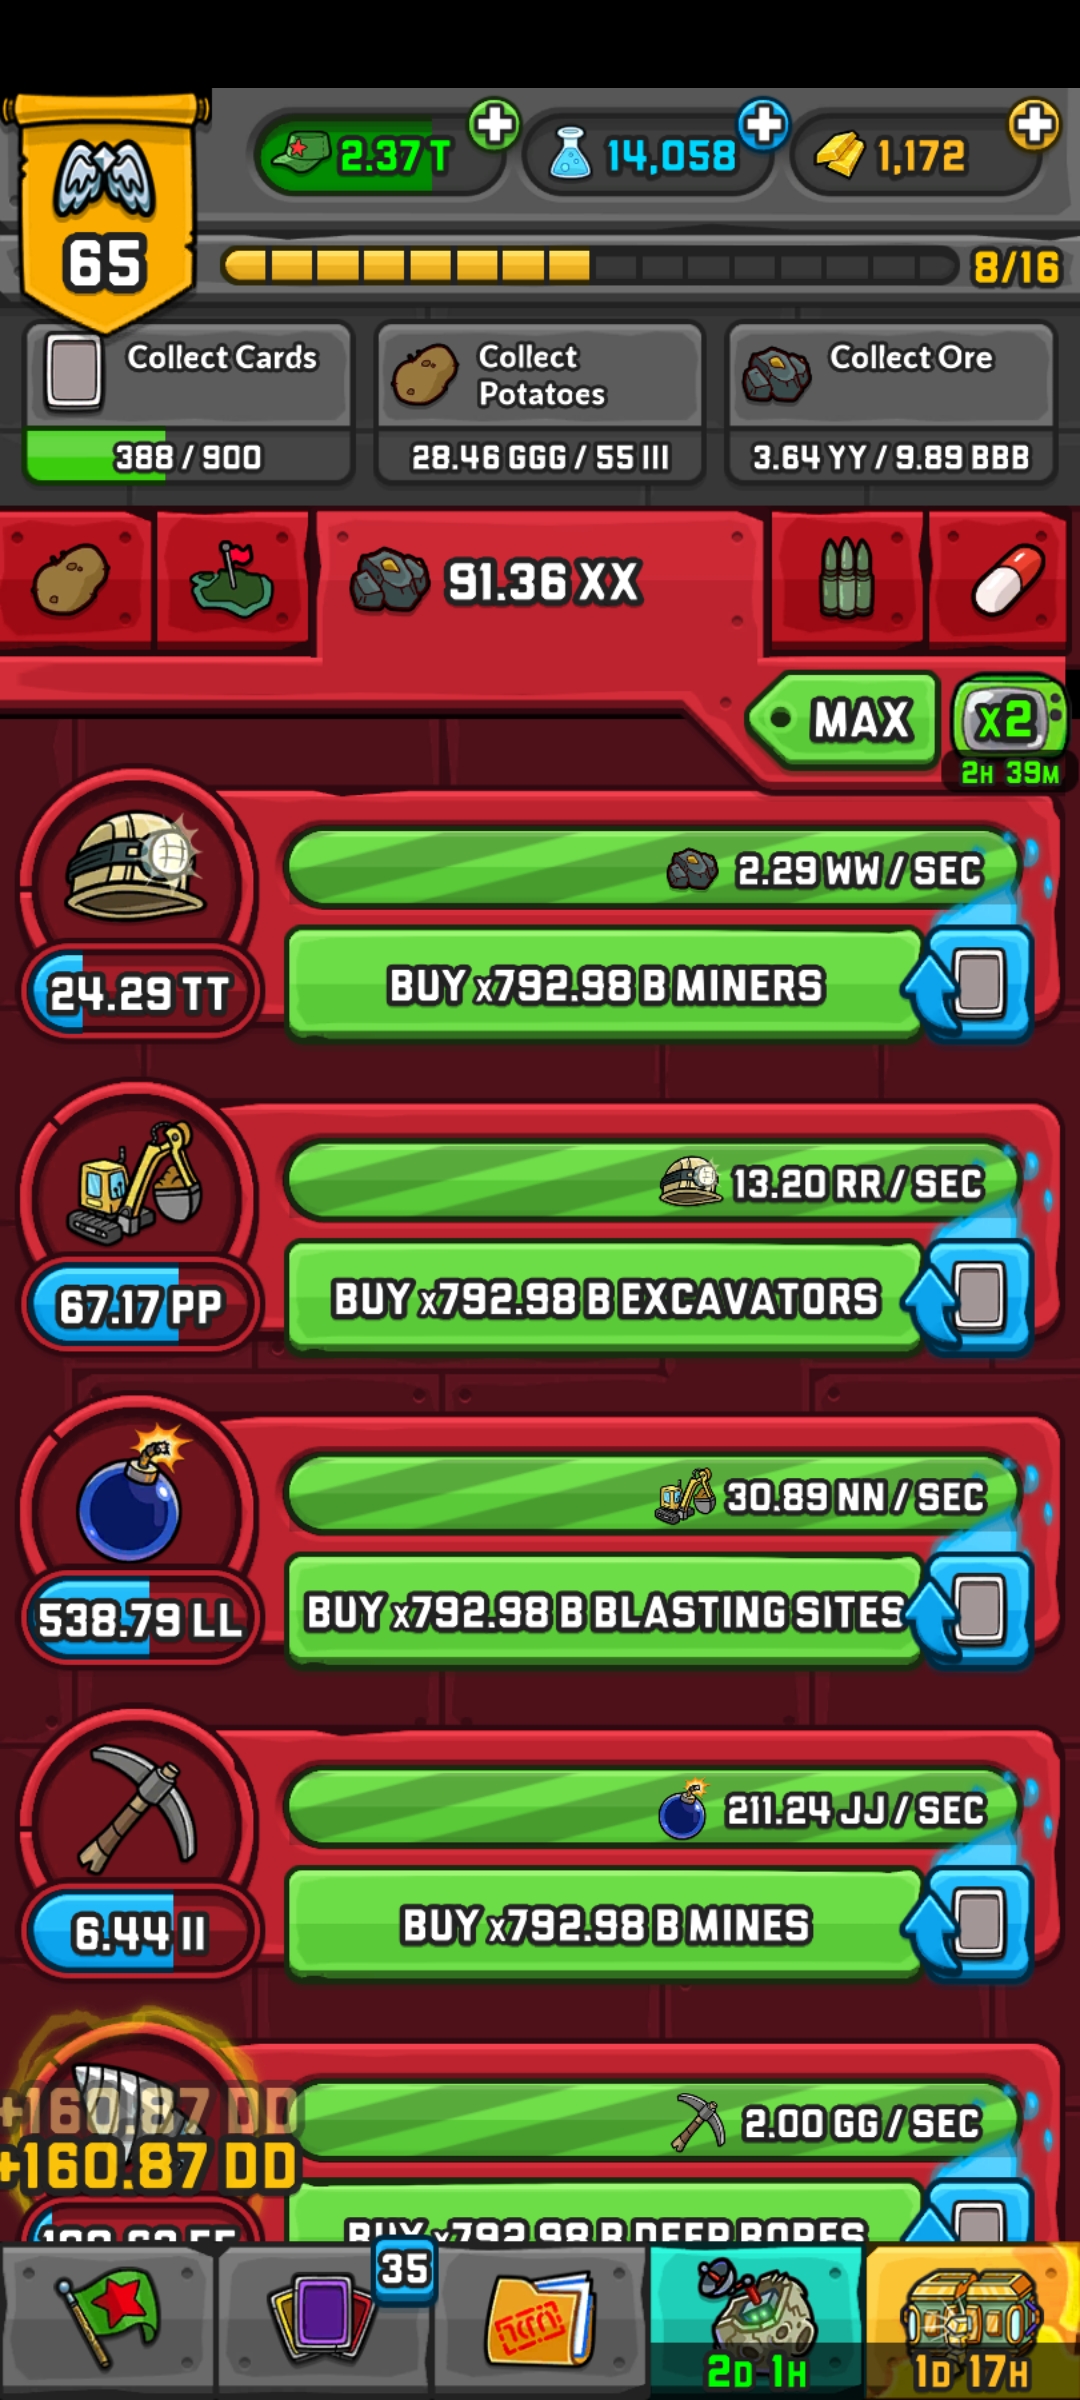 2.37 T
14,058
1,172
65
8/16
Collect Cards
388 / 900
Collect
Potatoes
28.46 GGG / 55 III
Collect Ore
3.64 YY / 9.89 BBB
91.36 XX
MAX
x2
2H 39M
2.29 WW / SEC
24.29 TT
BUY x792.98 B MINERS
13.20 RR / SEC
67.17 PP
BUY x792.98 B EXCAVATORS
30.89 NN / SEC
538.79 LL
BUY x792.98 B BLASTING SITES
211.24 JJ / SEC
6.44 II
BUY x792.98 B MINES
+160.87 DD
2.00 GG / SEC
+160.87 DD
BUY x792.98 B DEEP BORES
35
2D 1H
1D 17H